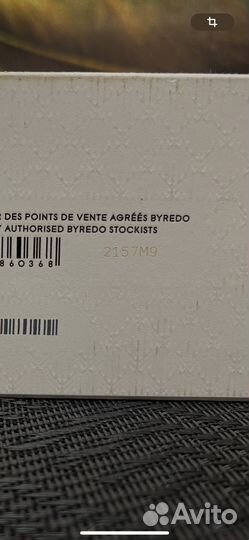 DES POINTS DE VENTE AGRÉÉS BYREDO
AUTHORISED BYREDO STOCKISTS
860368
2157M9
Avito